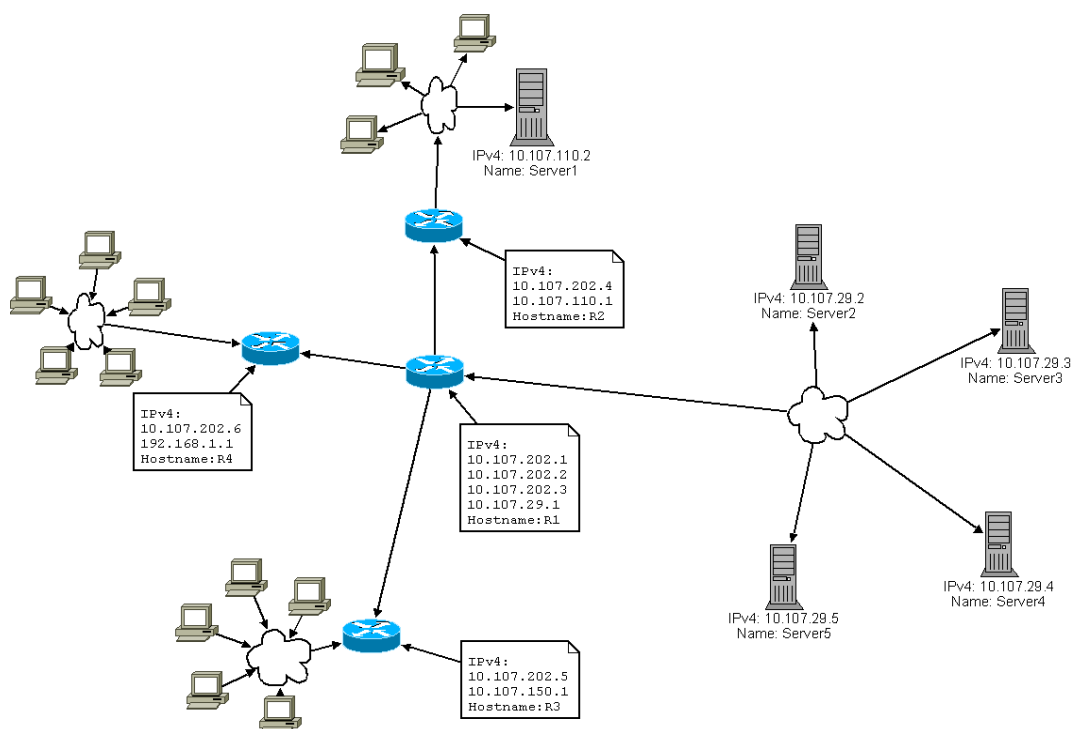 IPv4: 10.107.110.2
Name: Server1
IPv4:
10.107.202.4
10.107.110.1
Hostname:R2
IPv4: 10.107.29.2
Name: Server2
IPv4: 10.107.29.3
Name: Server3
IPv4:
10.107.202.6
192.168.1.1
Hostname:R4
IPv4:
10.107.202.1
10.107.202.2
10.107.202.3
10.107.29.1
Hostname:R1
IPv4: 10.107.29.4
Name: Server4
IPv4: 10.107.29.5
Name: Server5
IPv4:
10.107.202.5
10.107.150.1
Hostname:R3